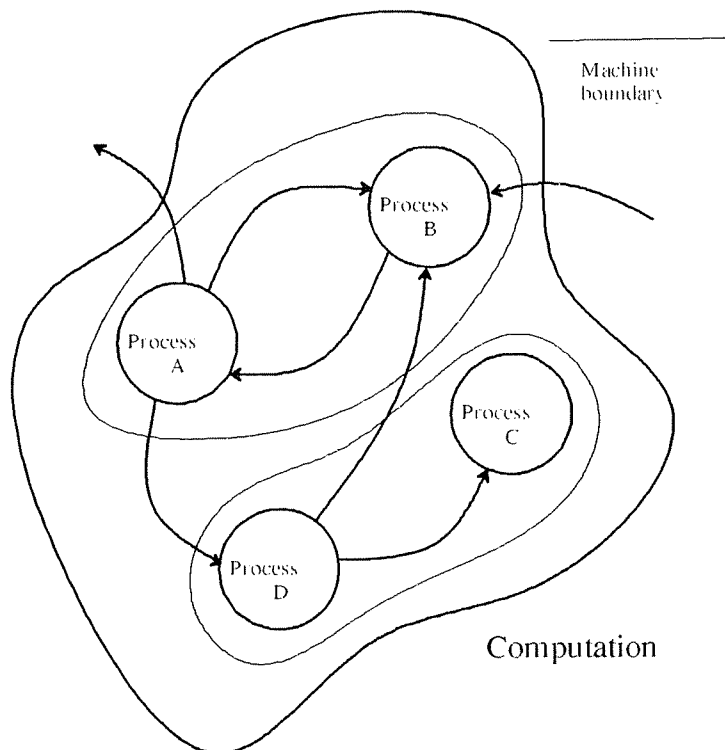 Machine
boundary
Process
B
Process
A
Process
C
Process
D
Computation